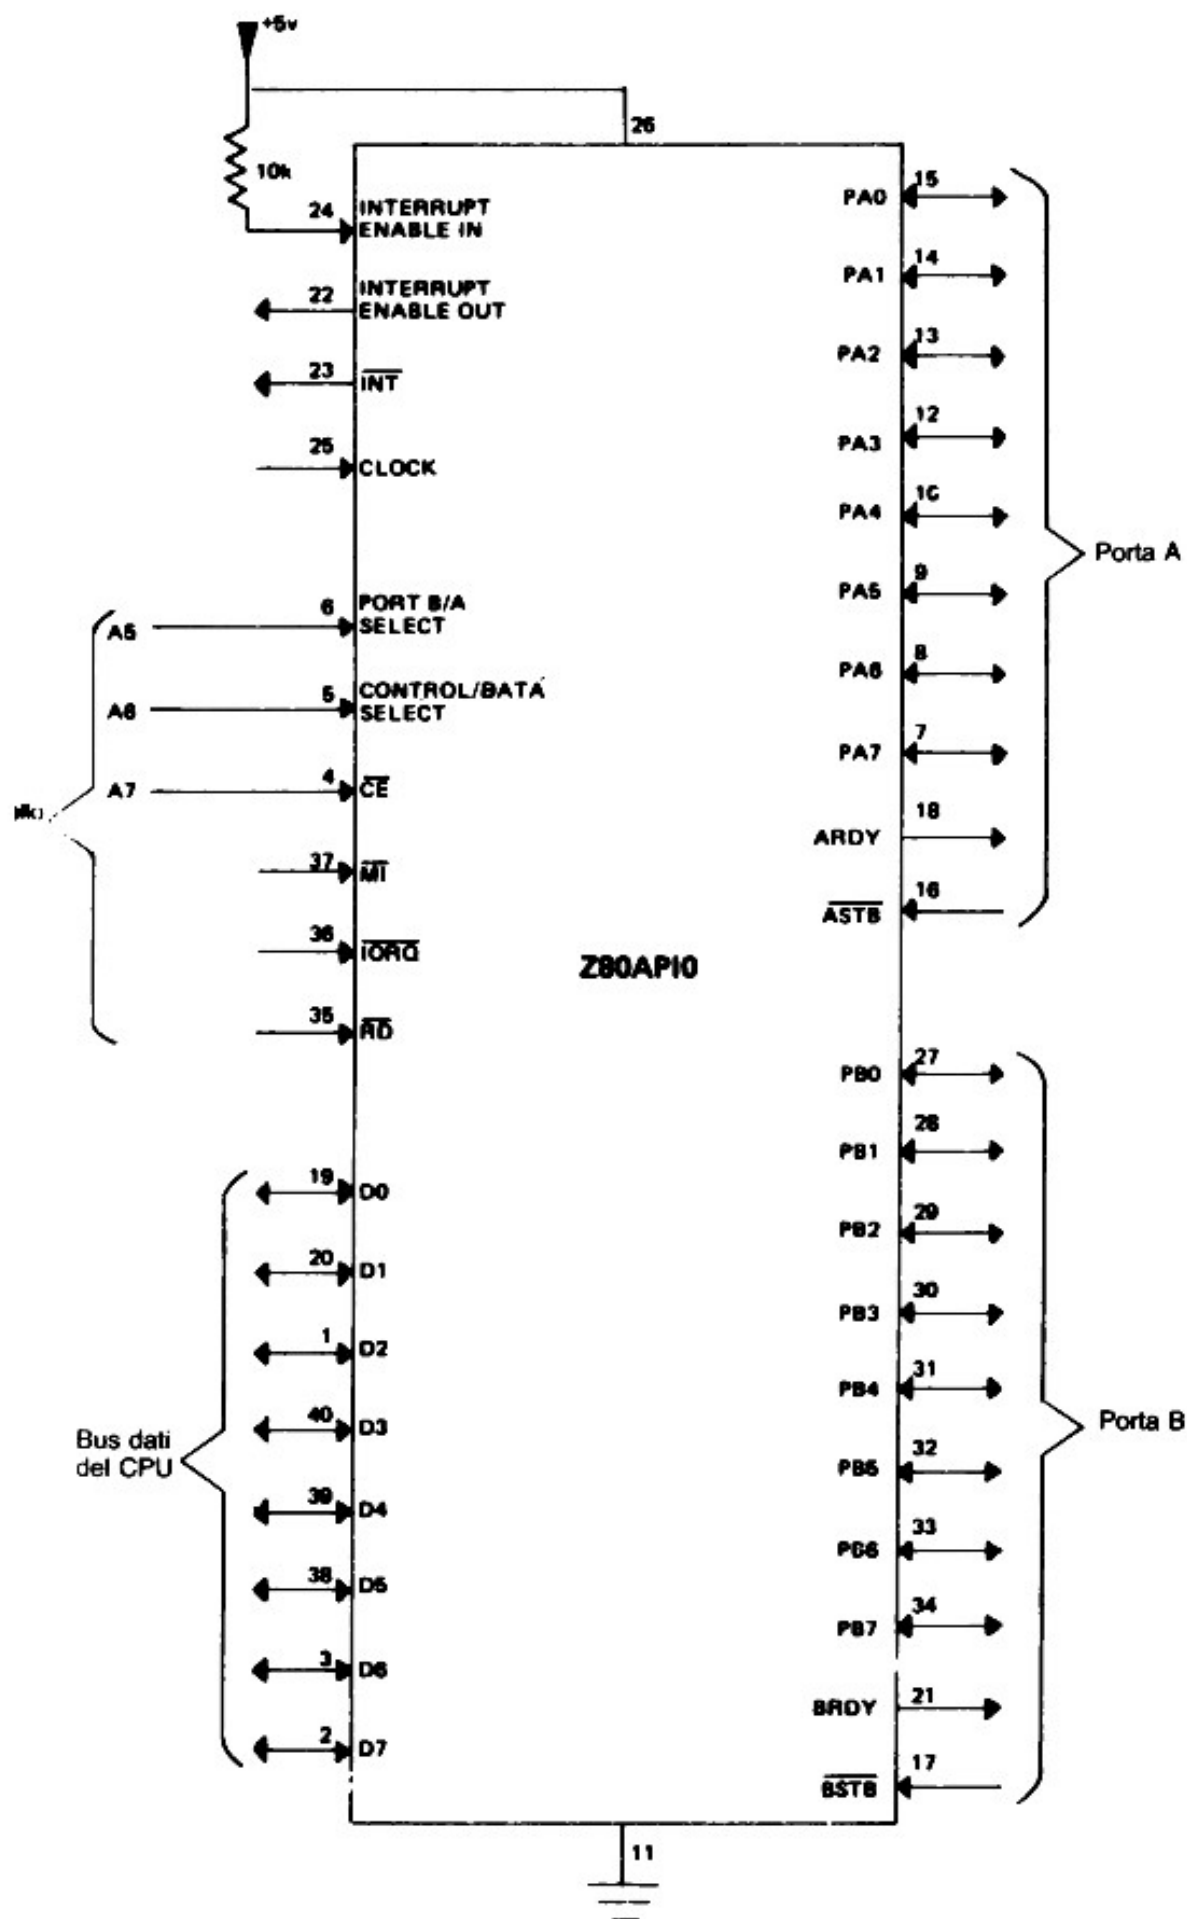 +5v
26
10k
24
INTERRUPT
ENABLE IN
22
INTERRUPT
ENABLE OUT
23
INT
25
CLOCK
A5
6
PORT B/A
SELECT
A6
5
CONTROL/DATA
SELECT
A7
4
CE
37
M1
36
IORQ
35
RD
19
D0
20
D1
1
D2
40
D3
39
D4
38
D5
3
D6
2
D7
Bus dati
del CPU
Z80API0
PA0
15
PA1
14
PA2
13
PA3
12
PA4
10
PA5
9
PA6
8
PA7
7
ARDY
18
ASTB
16
Porta A
PB0
27
PB1
28
PB2
29
PB3
30
PB4
31
PB5
32
PB6
33
PB7
34
BRDY
21
BSTB
17
Porta B
11